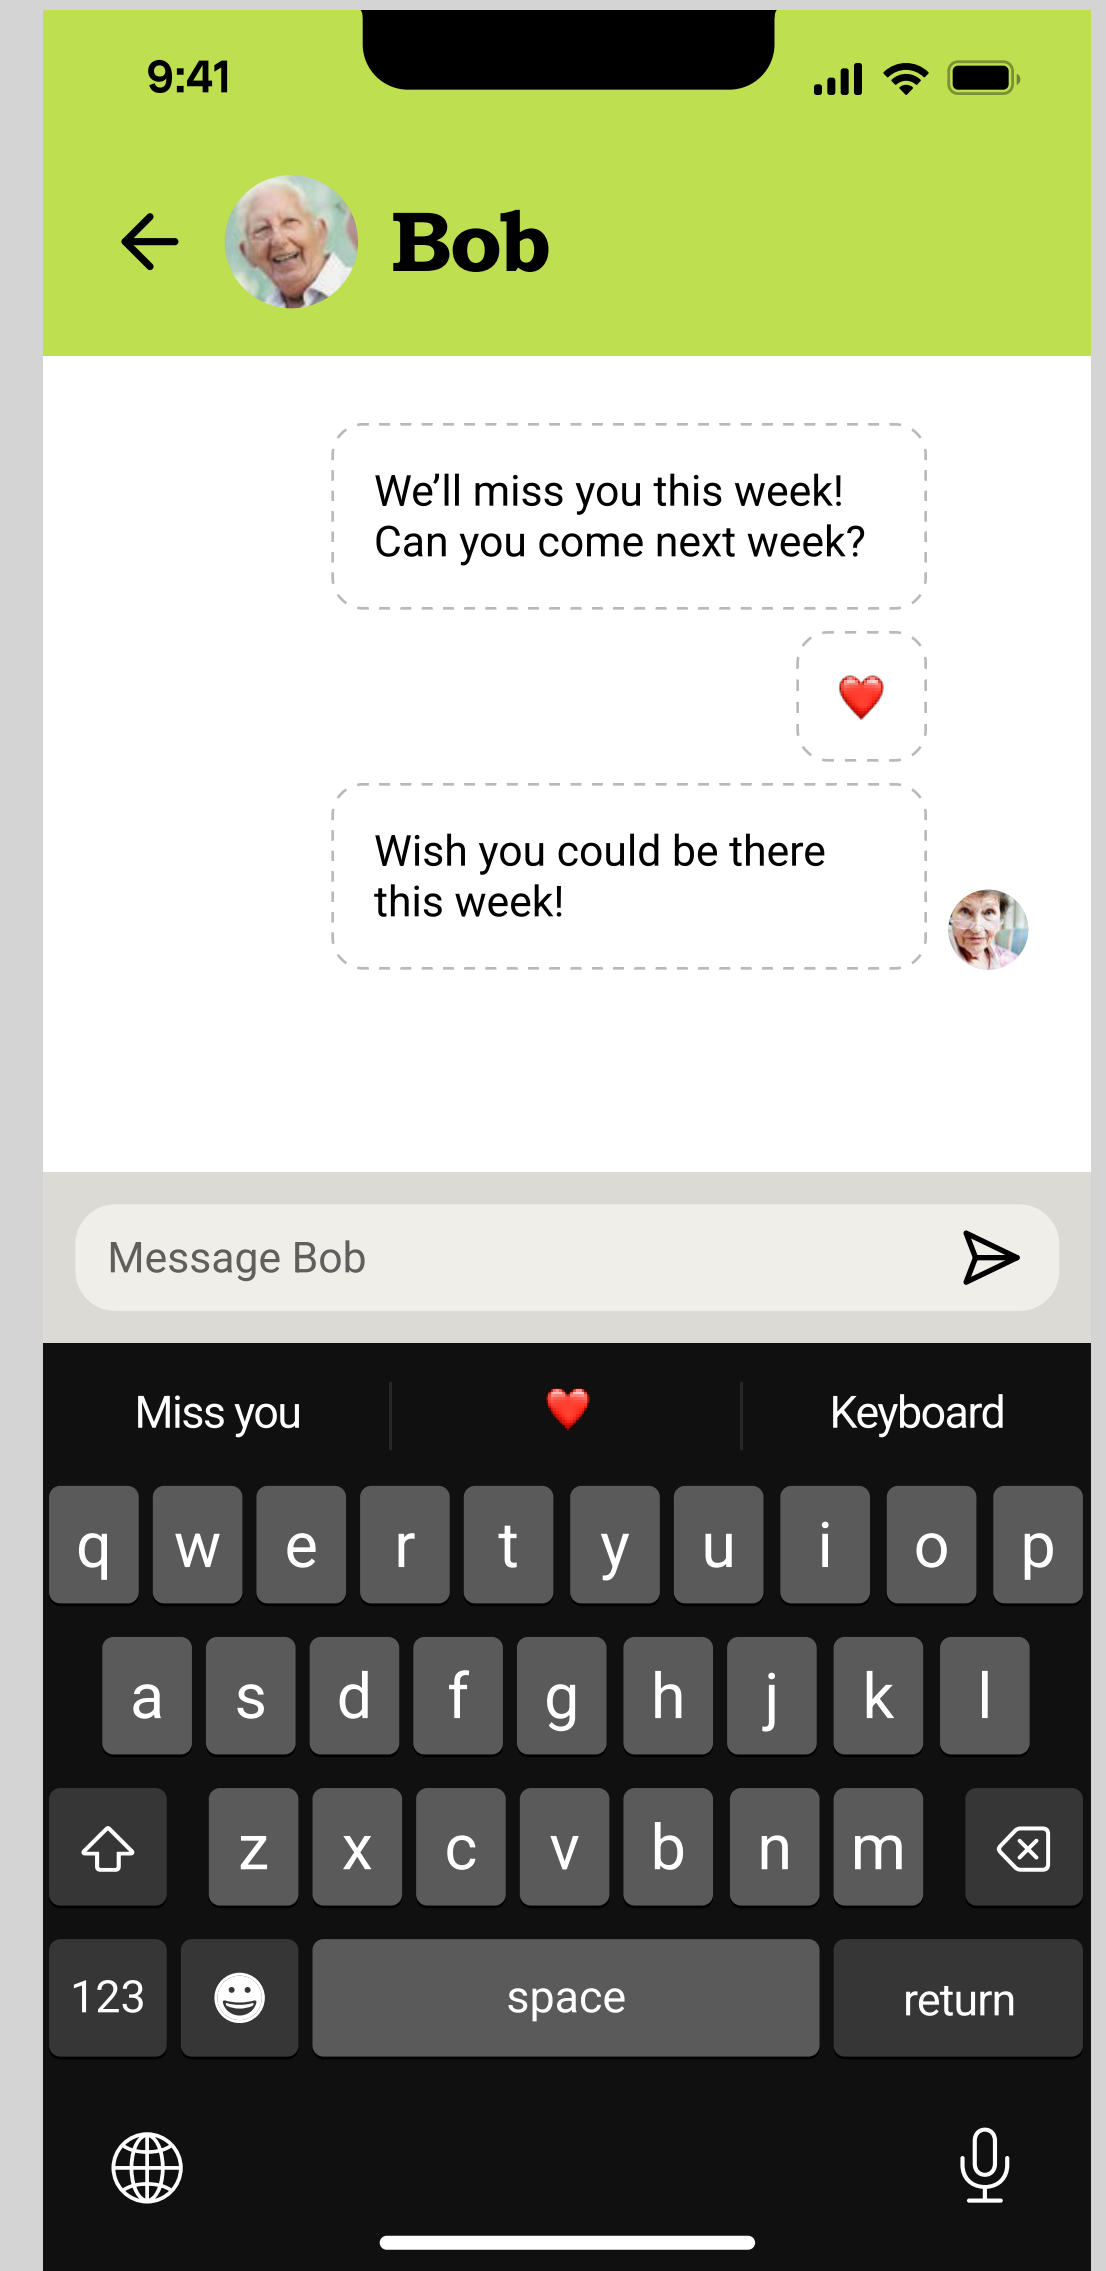 9:41
Bob
We’ll miss you this week!
Can you come next week?
❤️
Wish you could be there
this week!
Message Bob
Miss you ❤️ Keyboard
q w e r t y u i o p
a s d f g h j k l
z x c v b n m
123 space return